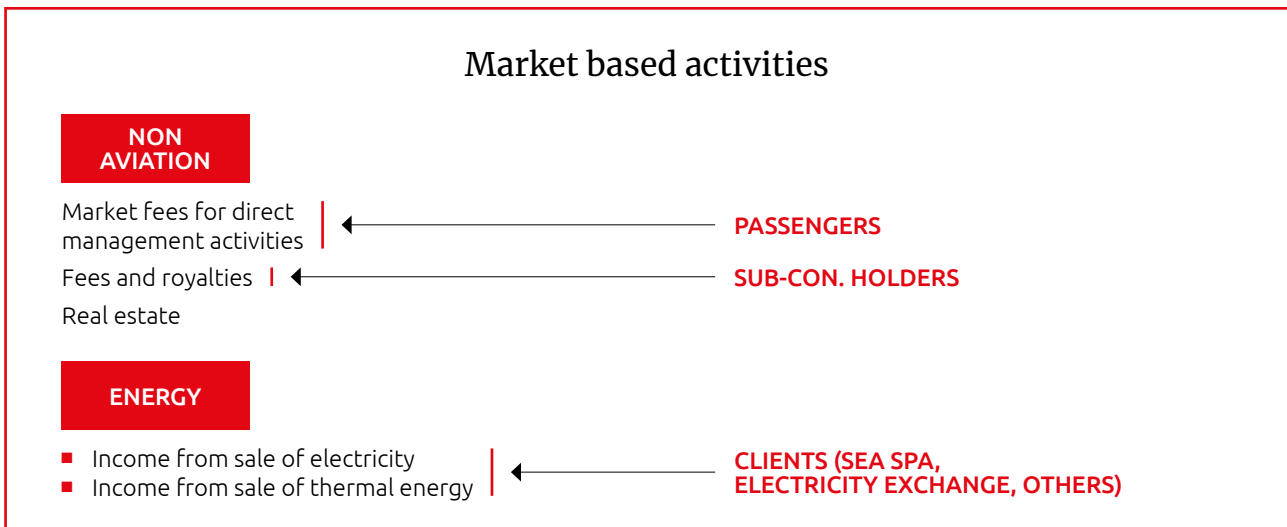 Market based activities
NON
AVIATION
Market fees for direct
management activities
PASSENGERS
Fees and royalties
SUB-CON. HOLDERS
Real estate
ENERGY
Income from sale of electricity
Income from sale of thermal energy
CLIENTS (SEA SPA,
ELECTRICITY EXCHANGE, OTHERS)